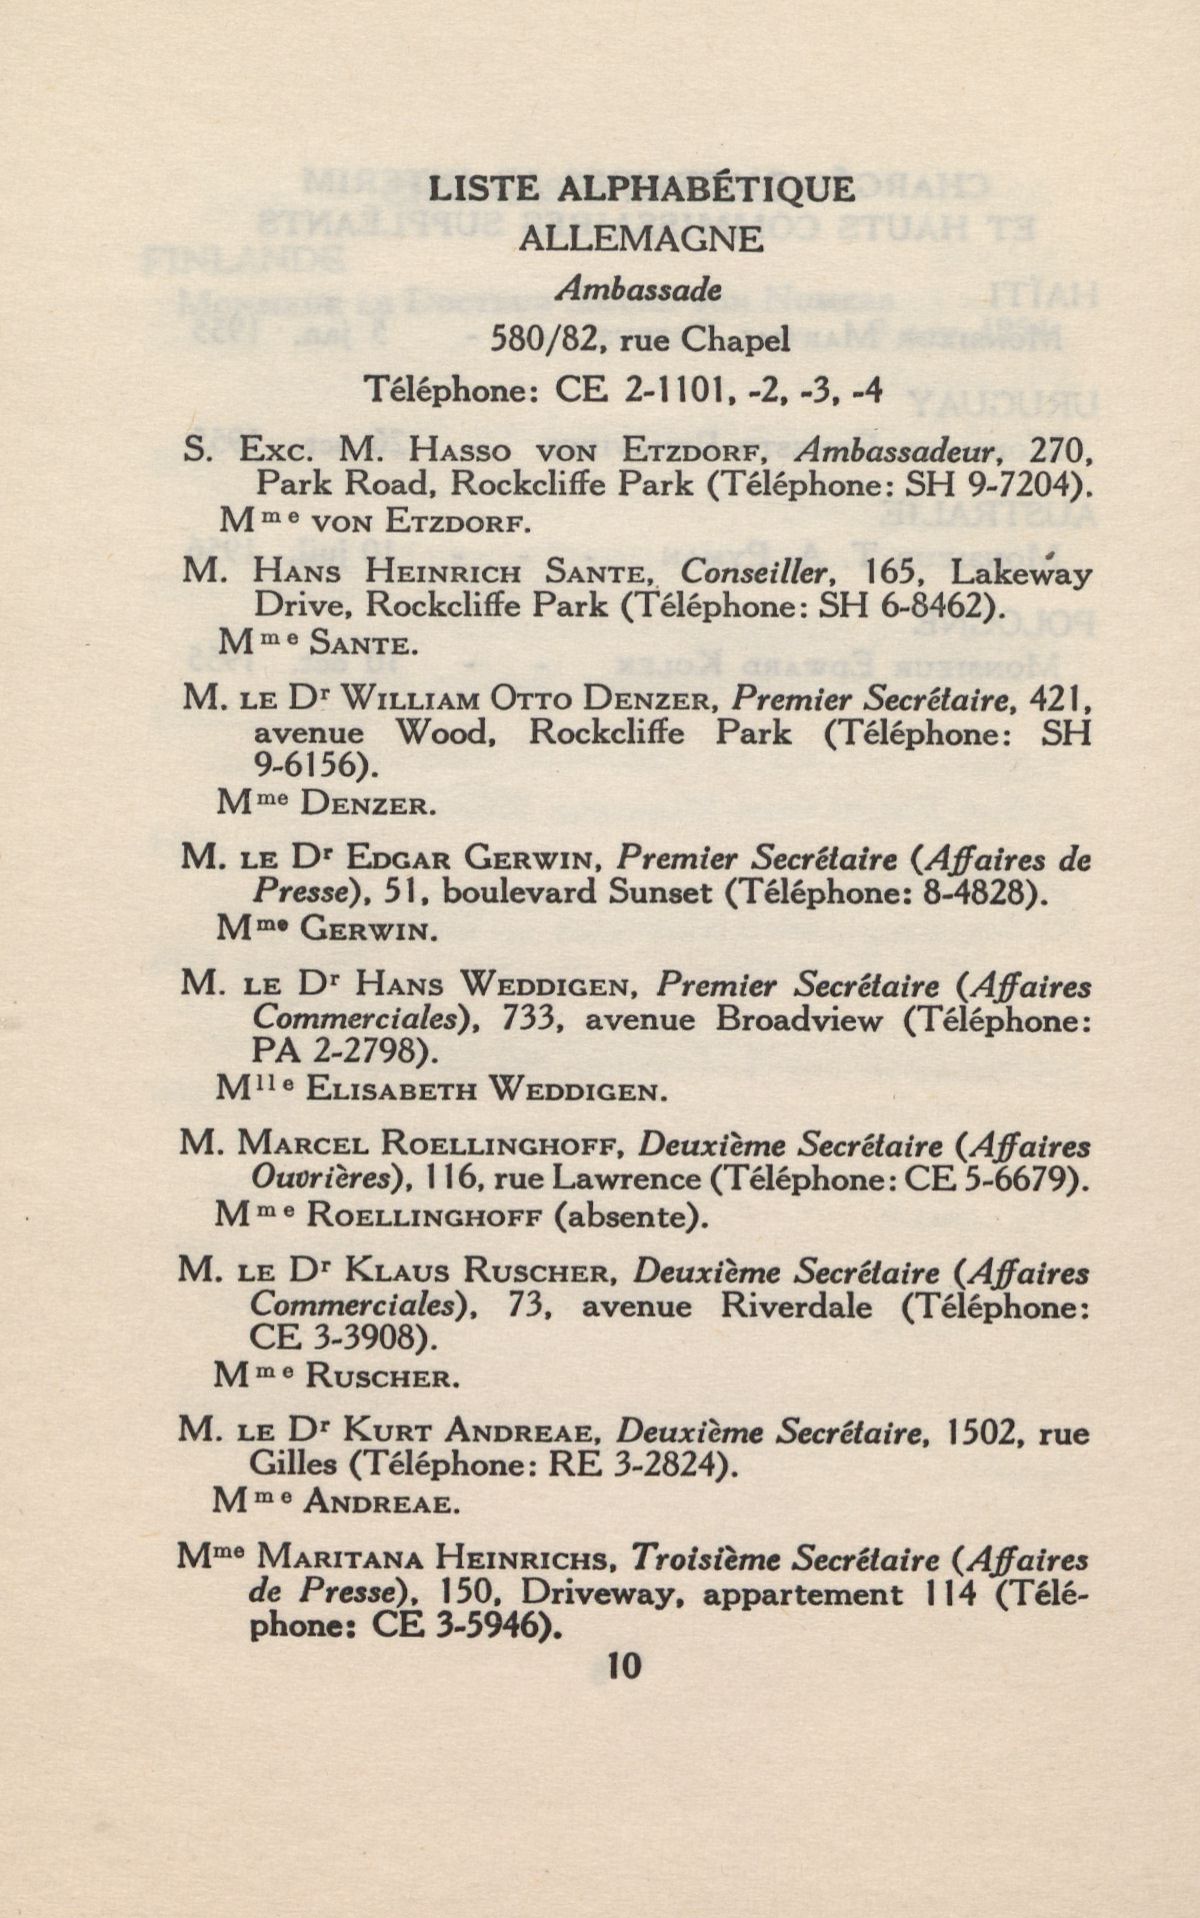 LISTE ALPHABÉTIQUE
ALLEMAGNE
Ambassade
580/82, rue Chapel
Téléphone: CE 2-1101, -2, -3, -4
S. Exc. M. Hasso von Etzdorf, Ambassadeur, 270,
Park Road, Rockcliffe Park (Téléphone: SH 9-7204).
Mme von Etzdorf.
M. Hans Heinrich Sante, Conseiller, 165, Lakeway
Drive, Rockcliffe Park (Téléphone: SH 6-8462).
Mme Sante.
M. le Dr William Otto Denzer, Premier Secrétaire, 421,
avenue Wood, Rockcliffe Park (Téléphone: SH
9-6156).
Mme Denzer.
M. le Dr Edgar Gerwin, Premier Secrétaire (Affaires de
Presse), 51, boulevard Sunset (Téléphone: 8-4828).
Mme Gerwin.
M. le Dr Hans Weddigen, Premier Secrétaire (Affaires
Commerciales), 733, avenue Broadview (Téléphone:
PA 2-2798).
Mlle Elisabeth Weddigen.
M. Marcel Roellinghoff, Deuxième Secrétaire (Affaires
Ouvrières), 116, rue Lawrence (Téléphone: CE 5-6679).
Mme Roellinghoff (absente).
M. le Dr Klaus Ruscher, Deuxième Secrétaire (Affaires
Commerciales), 73, avenue Riverdale (Téléphone:
CE 3-3908).
Mme Ruscher.
M. le Dr Kurt Andreae, Deuxième Secrétaire, 1502, rue
Gilles (Téléphone: RE 3-2824).
Mme Andreae.
Mme Maritana Heinrichs, Troisième Secrétaire (Affaires
de Presse), 150, Driveway, appartement 114 (Télé-
phone: CE 3-5946).
10